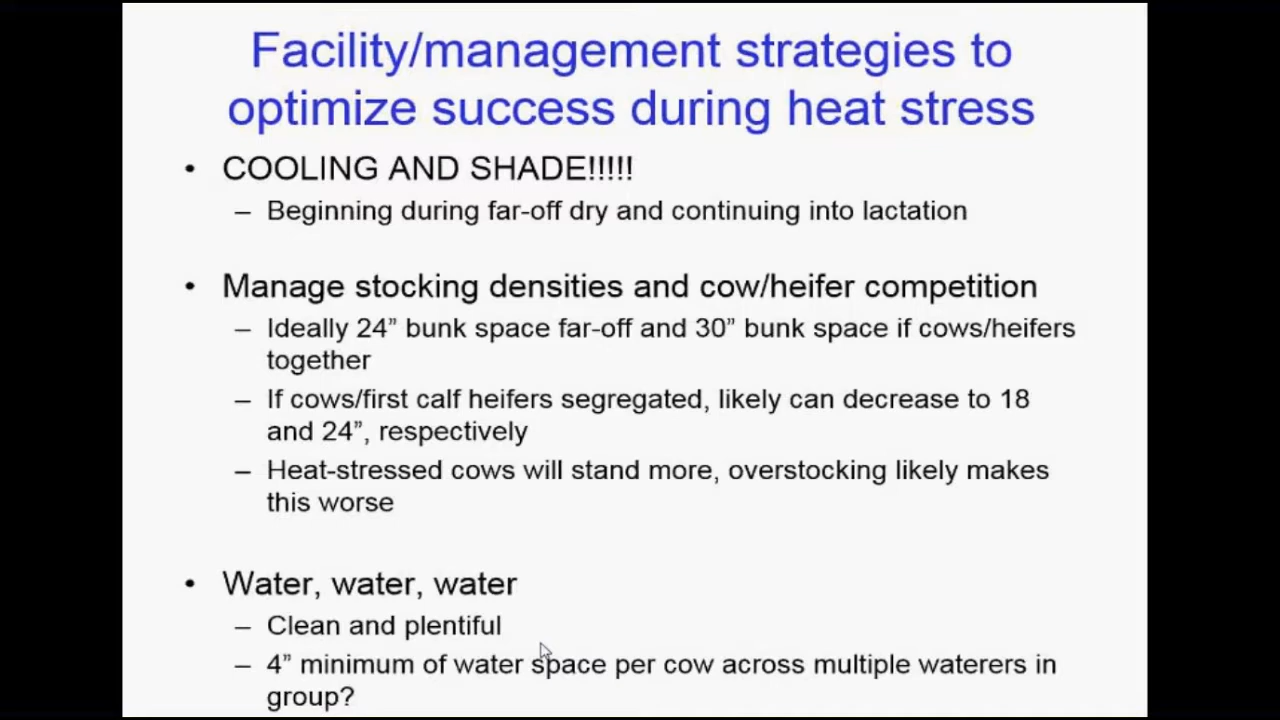 Facility/management strategies to
optimize success during heat stress
• COOLING AND SHADE!!!!!
– Beginning during far-off dry and continuing into lactation
• Manage stocking densities and cow/heifer competition
– Ideally 24” bunk space far-off and 30” bunk space if cows/heifers
together
– If cows/first calf heifers segregated, likely can decrease to 18
and 24”, respectively
– Heat-stressed cows will stand more, overstocking likely makes
this worse
• Water, water, water
– Clean and plentiful
– 4” minimum of water space per cow across multiple waterers in
group?